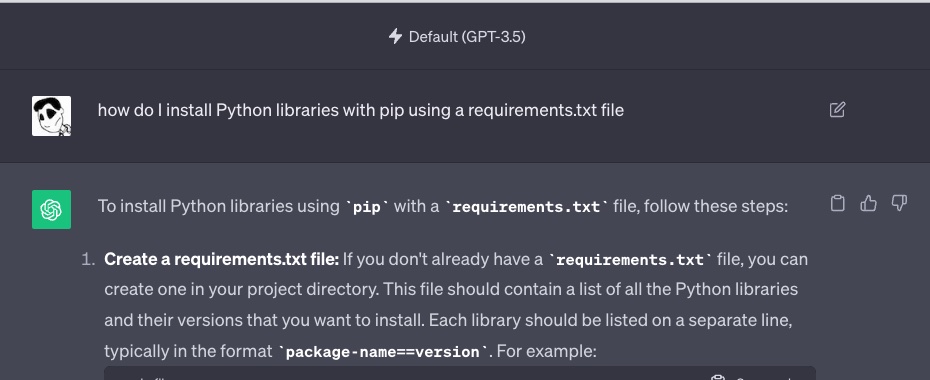 Default (GPT-3.5)
how do I install Python libraries with pip using a requirements.txt file
To install Python libraries using `pip` with a `requirements.txt` file, follow these steps:
1. Create a requirements.txt file: If you don't already have a `requirements.txt` file, you can
create one in your project directory. This file should contain a list of all the Python libraries
and their versions that you want to install. Each library should be listed on a separate line,
typically in the format `package-name==version`. For example: